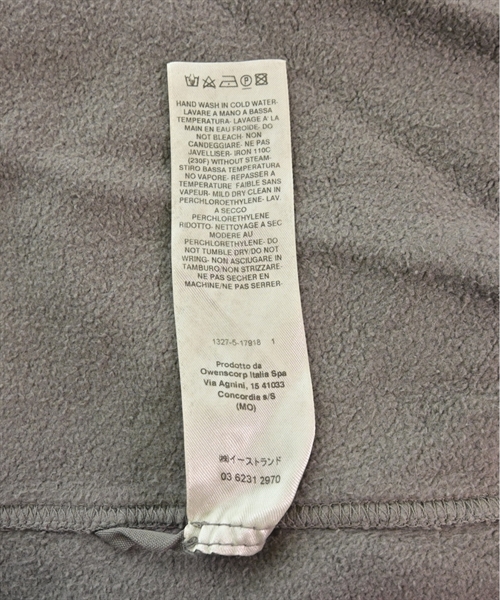 HAND WASH IN COLD WATER-
LAVARE A MANO A BASSA
TEMPERATURA- LAVAGE A LA
MAIN EN EAU FROIDE- DO
NOT BLEACH- NON
CANDEGGIARE- NE PAS
JAVELLISER- IRON 110C
(230F) WITHOUT STEAM-
STIRO BASSA TEMPERATURA
NO VAPORE- REPASSER A
TEMPERATURE FAIBLE SANS
VAPEUR- MILD DRY CLEAN IN
PERCHLOROETHYLENE- LAV
A SECCO
PERCHLORETHYLENE
RIDOTTO- NETTOYAGE A SEC
MODERE AU
PERCHLORETHYLENE- DO
NOT TUMBLE DRY/DO NOT
WRING- NON ASCIUGARE IN
TAMBURO/NON STRIZZARE-
NE PAS SECHER EN
MACHINE/NE PAS SERRER
1327-5-17918 1
Prodotto da
Owenscorp Italia Spa
Via Agnini, 15 41033
Concordia s/S
(MO)
㈱イーストランド
03 6231 2970